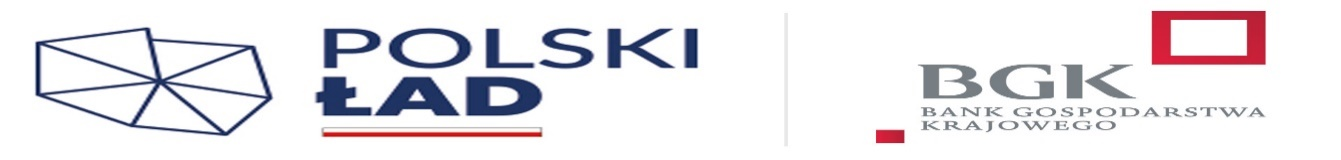 POLSKI
ŁAD
BGK
BANK GOSPODARSTWA
KRAJOWEGO